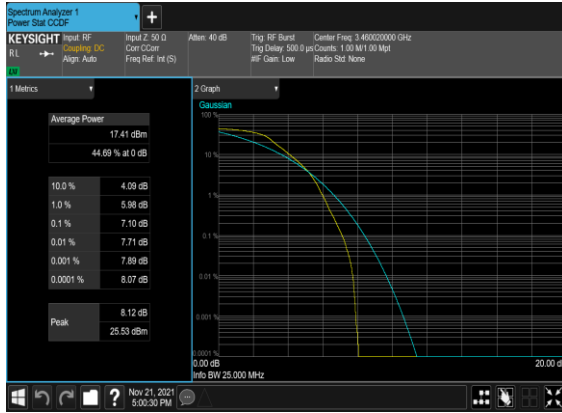 Spectrum Analyzer 1
Power Stat CCDF
+
KEYSIGHT
RL
LXI
Input: RF
Coupling: DC
Align: Auto
Input Z: 50 Ω
Corr CCorr
Freq Ref: Int (S)
Atten: 40 dB
Trig: RF Burst
Trig Delay: 500.0 µs
#IF Gain: Low
Center Freq: 3.460020000 GHz
Counts: 1.00 M/1.00 Mpt
Radio Std: None
1 Metrics
Average Power
17.41 dBm
44.69 % at 0 dB
10.0 % 4.09 dB
1.0 % 5.98 dB
0.1 % 7.10 dB
0.01 % 7.71 dB
0.001 % 7.89 dB
0.0001 % 8.07 dB
Peak
8.12 dB
25.53 dBm
2 Graph
Gaussian
100 %
10 %
1 %
0.1 %
0.01 %
0.001 %
0.0001 %
0.00 dB
20.00 dB
Info BW 25.000 MHz
?
Nov 21, 2021
5:00:30 PM